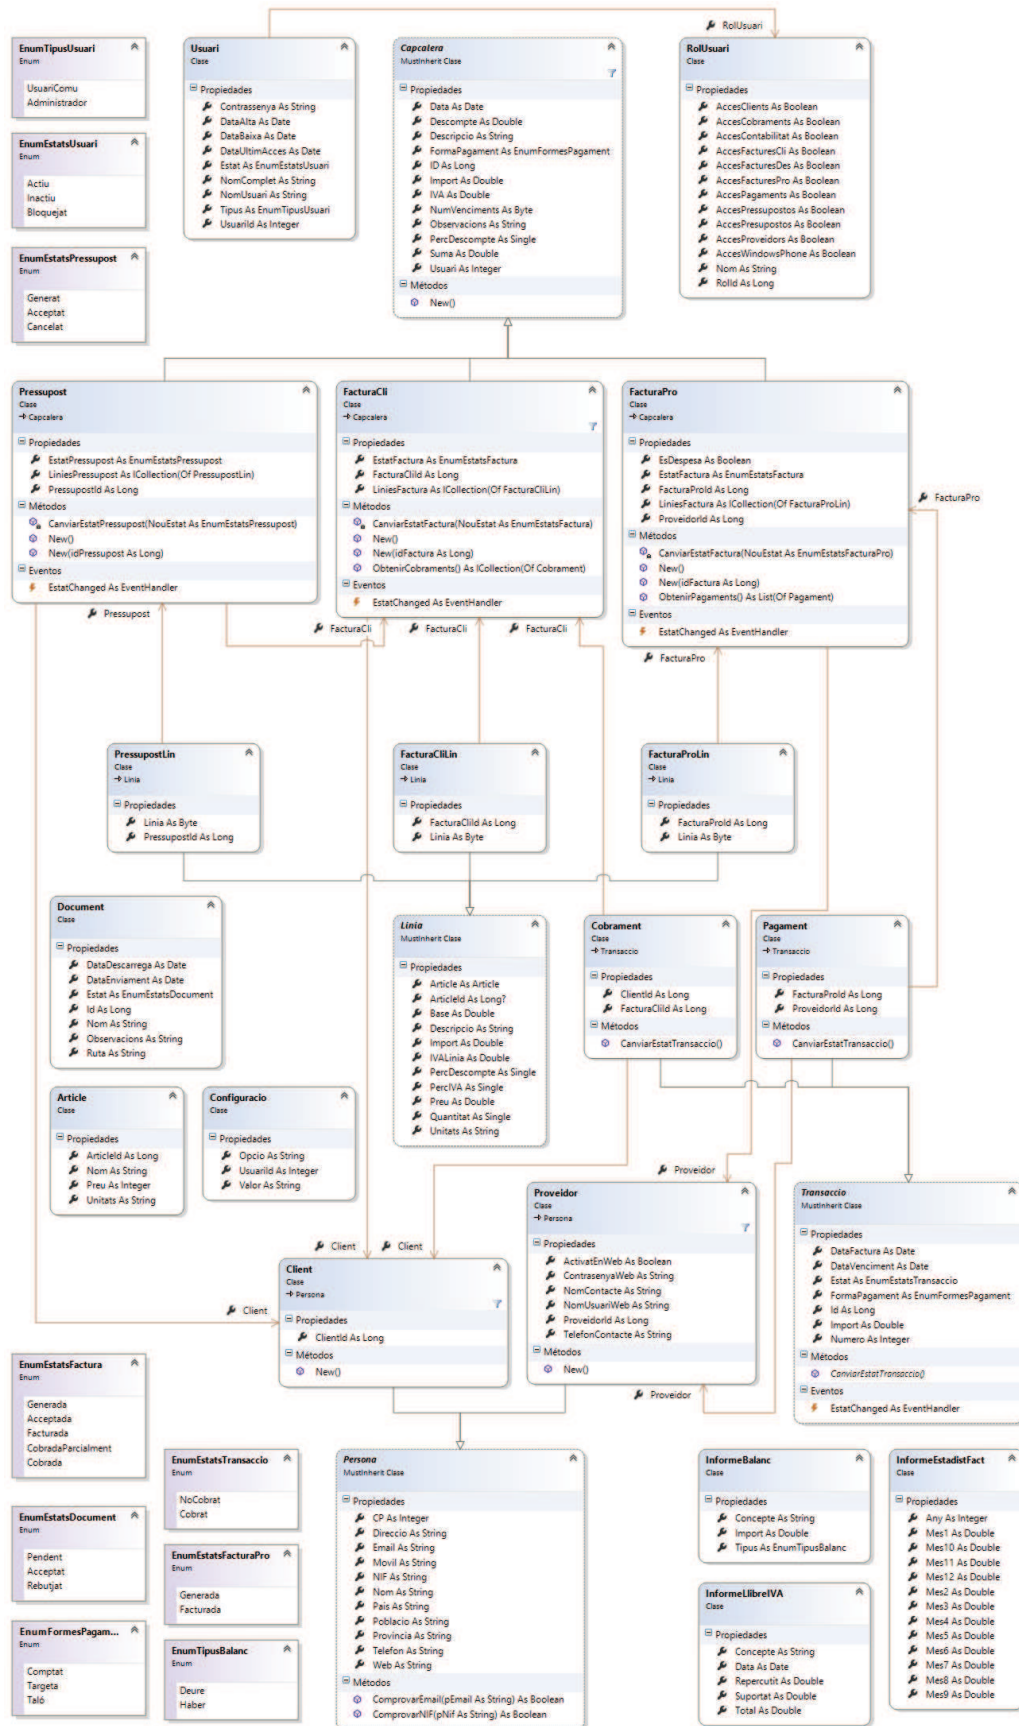 RolUsuari
EnumTipusUsuari
Enum
UsuariComu
Administrador
EnumEstatsUsuari
Enum
Actiu
Inactiu
Bloquejat
EnumEstatsPressupost
Enum
Generat
Acceptat
Cancelat
Usuari
Clase
Propiedades
Contrassenya As String
DataAlta As Date
DataBaixa As Date
DataUltimAcces As Date
Estat As EnumEstatsUsuari
NomComplet As String
NomUsuari As String
Tipus As EnumTipusUsuari
UsuariId As Integer
Capcalera
MustInherit Clase
Propiedades
Data As Date
Descompte As Double
Descripcio As String
FormaPagament As EnumFormesPagament
ID As Long
Import As Double
IVA As Double
NumVenciments As Byte
Observacions As String
PercDescompte As Single
Suma As Double
Usuari As Integer
Métodos
New()
RolUsuari
Clase
Propiedades
AccesClients As Boolean
AccesCobraments As Boolean
AccesContabilitat As Boolean
AccesFacturesCli As Boolean
AccesFacturesDes As Boolean
AccesFacturesPro As Boolean
AccesPagaments As Boolean
AccesPressupostos As Boolean
AccesPresupostos As Boolean
AccesProveidors As Boolean
AccesWindowsPhone As Boolean
Nom As String
RolId As Long
Pressupost
Clase
Capcalera
Propiedades
EstatPressupost As EnumEstatsPressupost
LiniesPressupost As ICollection(Of PressupostLin)
PressupostId As Long
Métodos
CanviarEstatPressupost(NouEstat As EnumEstatsPressupost)
New()
New(idPressupost As Long)
Eventos
EstatChanged As EventHandler
FacturaCli
Clase
Capcalera
Propiedades
EstatFactura As EnumEstatsFactura
FacturaCliId As Long
LiniesFactura As ICollection(Of FacturaCliLin)
Métodos
CanviarEstatFactura(NouEstat As EnumEstatsFactura)
New()
New(idFactura As Long)
ObtenirCobraments() As ICollection(Of Cobrament)
Eventos
EstatChanged As EventHandler
FacturaPro
Clase
Capcalera
Propiedades
EsDespesa As Boolean
EstatFactura As EnumEstatsFactura
FacturaProId As Long
LiniesFactura As ICollection(Of FacturaProLin)
ProveidorId As Long
Métodos
CanviarEstatFactura(NouEstat As EnumEstatsFacturaPro)
New()
New(idFactura As Long)
ObtenirPagaments() As List(Of Pagament)
Eventos
EstatChanged As EventHandler
FacturaPro
Pressupost
FacturaCli
FacturaCli
FacturaCli
FacturaPro
PressupostLin
Clase
Linia
Propiedades
Linia As Byte
PressupostId As Long
FacturaCliLin
Clase
Linia
Propiedades
FacturaCliId As Long
Linia As Byte
FacturaProLin
Clase
Linia
Propiedades
FacturaProId As Long
Linia As Byte
Document
Clase
Propiedades
DataDescarrega As Date
DataEnviament As Date
Estat As EnumEstatsDocument
Id As Long
Nom As String
Observacions As String
Ruta As String
Linia
MustInherit Clase
Propiedades
Article As Article
ArticleId As Long?
Base As Double
Descripcio As String
Import As Double
IVALinia As Double
PercDescompte As Single
PercIVA As Single
Preu As Double
Quantitat As Single
Unitats As String
Cobrament
Clase
Transaccio
Propiedades
ClientId As Long
FacturaCliId As Long
Métodos
CanviarEstatTransaccio()
Pagament
Clase
Transaccio
Propiedades
FacturaProId As Long
ProveidorId As Long
Métodos
CanviarEstatTransaccio()
Article
Clase
Propiedades
ArticleId As Long
Nom As String
Preu As Integer
Unitats As String
Configuracio
Clase
Propiedades
Opcio As String
UsuariId As Integer
Valor As String
Proveidor
Client
Client
Client
Client
Clase
Persona
Propiedades
ClientId As Long
Métodos
New()
Proveidor
Clase
Persona
Propiedades
ActivatEnWeb As Boolean
ContrasenyaWeb As String
NomContacte As String
NomUsuariWeb As String
ProveidorId As Long
TelefonContacte As String
Métodos
New()
Proveidor
Transaccio
MustInherit Clase
Propiedades
DataFactura As Date
DataVenciment As Date
Estat As EnumEstatsTransaccio
FormaPagament As EnumFormesPagament
Id As Long
Import As Double
Numero As Integer
Métodos
CanviarEstatTransaccio()
Eventos
EstatChanged As EventHandler
EnumEstatsFactura
Enum
Generada
Acceptada
Facturada
CobradaParcialment
Cobrada
EnumEstatsTransaccio
Enum
NoCobrat
Cobrat
EnumEstatsDocument
Enum
Pendent
Acceptat
Rebutjat
EnumEstatsFacturaPro
Enum
Generada
Facturada
EnumFormesPagam...
Enum
Comptat
Targeta
Taló
EnumTipusBalanc
Enum
Deure
Haber
Persona
MustInherit Clase
Propiedades
CP As Integer
Direccio As String
Email As String
Movil As String
NIF As String
Nom As String
Pais As String
Poblacio As String
Provincia As String
Telefon As String
Web As String
Métodos
ComprovarEmail(pEmail As String) As Boolean
ComprovarNIF(pNif As String) As Boolean
InformeBalanc
Clase
Propiedades
Concepte As String
Import As Double
Tipus As EnumTipusBalanc
InformeLlibreIVA
Clase
Propiedades
Concepte As String
Data As Date
Repercutit As Double
Suportat As Double
Total As Double
InformeEstadistFact
Clase
Propiedades
Any As Integer
Mes1 As Double
Mes10 As Double
Mes11 As Double
Mes12 As Double
Mes2 As Double
Mes3 As Double
Mes4 As Double
Mes5 As Double
Mes6 As Double
Mes7 As Double
Mes8 As Double
Mes9 As Double